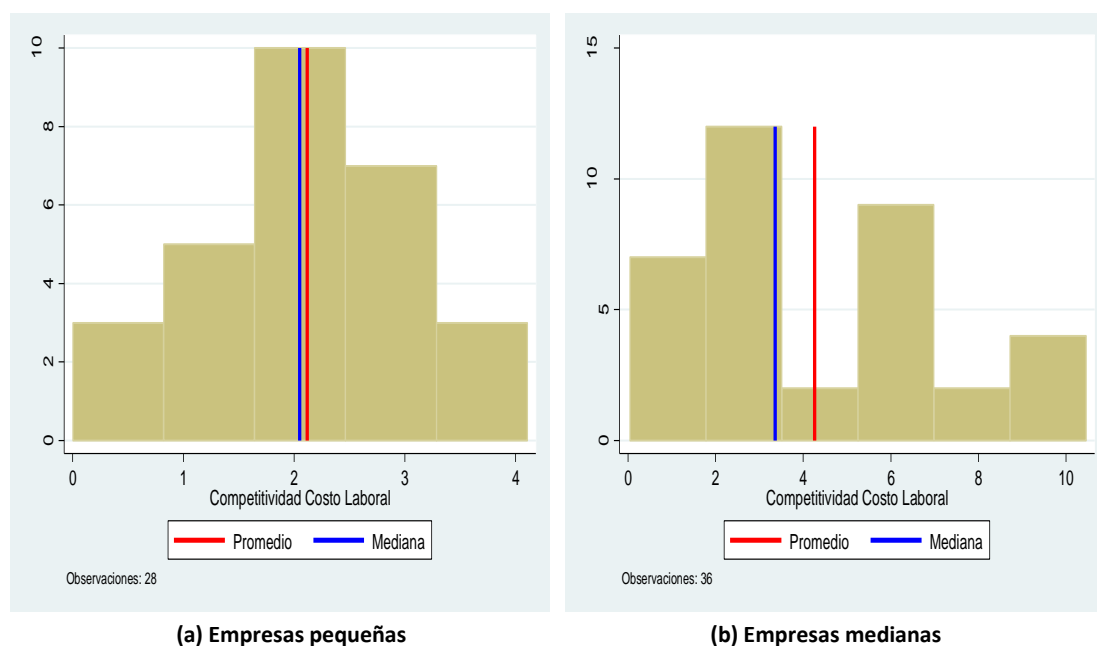 10
8
6
4
2
0
0 1 2 3 4
Competitividad Costo Laboral
Promedio Mediana
Observaciones: 28
(a) Empresas pequeñas
15
10
5
0
0 2 4 6 8 10
Competitividad Costo Laboral
Promedio Mediana
Observaciones: 36
(b) Empresas medianas